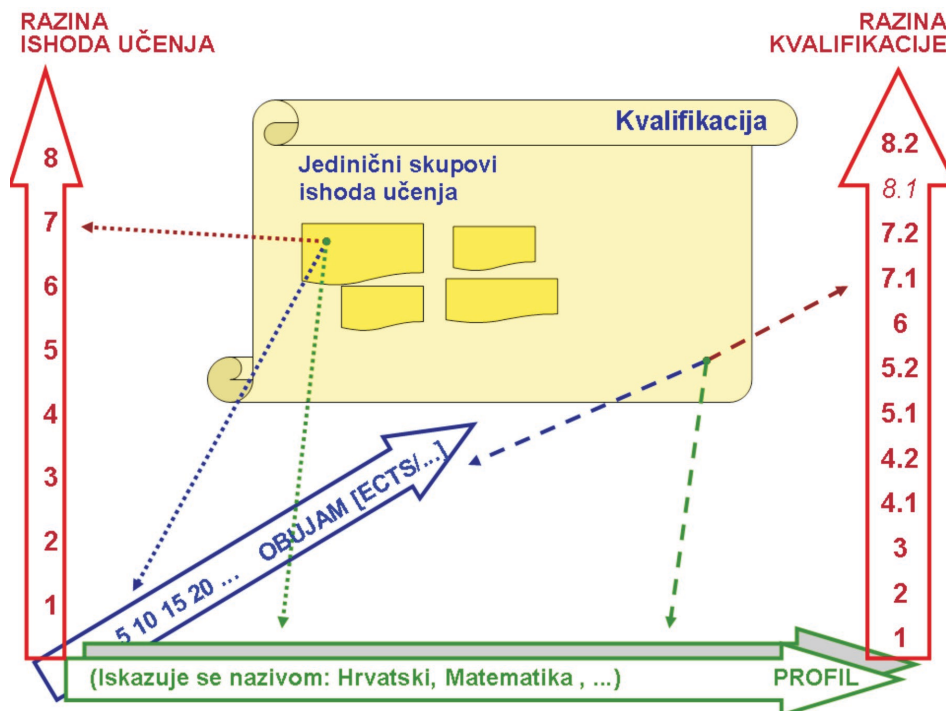 RAZINA
ISHODA UČENJA
RAZINA
KVALIFIKACIJE
Kvalifikacija
Jedinični skupovi
ishoda učenja
8
7
6
5
4
3
2
1
8.2
8.1
7.2
7.1
6
5.2
5.1
4.2
4.1
3
2
1
5 10 15 20 ... OBUJAM [ECTS/...]
(Iskazuje se nazivom: Hrvatski, Matematika , ...) PROFIL